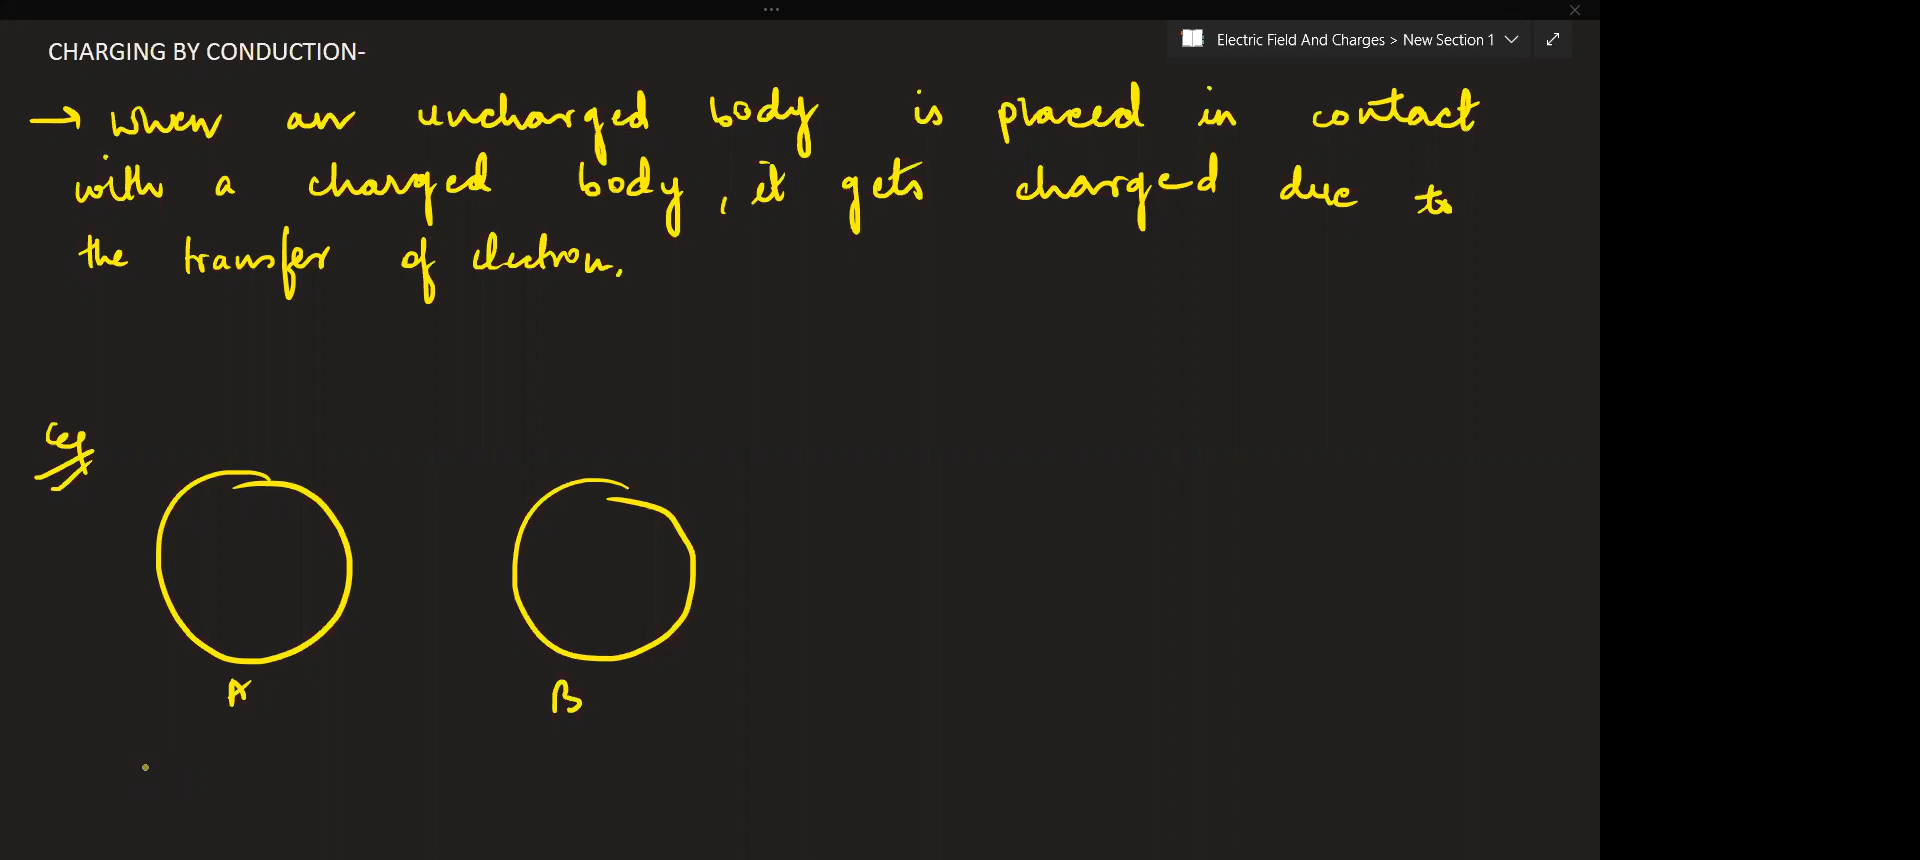 Electric Field And Charges > New Section 1
CHARGING BY CONDUCTION-
→ When an uncharged body is placed in contact
with a charged body, it gets charged due to
the transfer of electron.
eg
A B